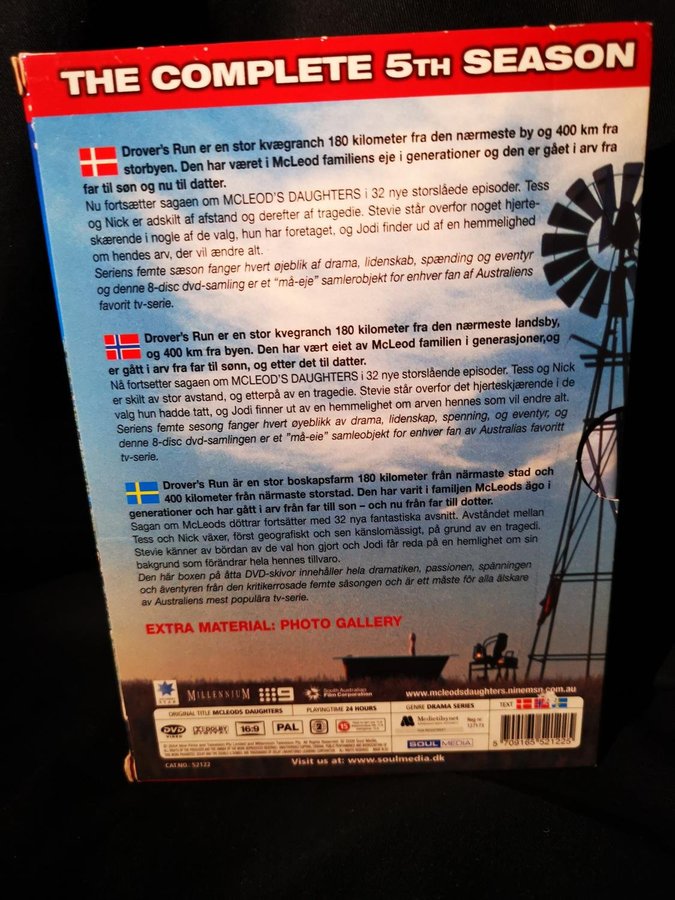 THE COMPLETE 5TH SEASON
Drover's Run er en stor kvægranch 180 kilometer fra den nærmeste by og 400 km fra
storbyen. Den har været i McLeod familiens eje i generationer og den er gået i arv fra
far til søn og nu til datter.
Nu fortsætter sagaen om MCLEOD'S DAUGHTERS i 32 nye storslåede episoder. Tess
og Nick er adskilt af afstand og derefter af tragedie. Stevie står overfor noget hjerte-
skærende i nogle af de valg, hun har foretaget, og Jodi finder ud af en hemmelighed
om hendes arv, der vil ændre alt.
Seriens femte sæson fanger hvert øjeblik af drama, lidenskab, spænding og eventyr
og denne 8-disc dvd-samling er et "må-eje" samlerobjekt for enhver fan af Australiens
favorit tv-serie.
Drover's Run er en stor kvegranch 180 kilometer fra den nærmeste landsby,
og 400 km fra byen. Den har vært eiet av McLeod familien i generasjoner,og
er gått i arv fra far til sønn, og etter det til datter.
Nå fortsetter sagaen om MCLEOD'S DAUGHTERS i 32 nye storslåede episoder. Tess og Nick
er skilt av stor avstand, og etterpå av en tragedie. Stevie står overfor det hjerteskjærende i de
valg hun hadde tatt, og Jodi finner ut av en hemmelighet om arven hennes som vil endre alt.
Seriens femte sesong fanger hvert øyeblikk av drama, lidenskap, spenning, og eventyr, og
denne 8-disc dvd-samlingen er et "må-eie" samleobjekt for enhver fan av Australias favoritt
tv-serie.
Drover's Run är en stor boskapsfarm 180 kilometer från närmaste stad och
400 kilometer från närmaste storstad. Den har varit i familjen McLeods ägo i
generationer och har gått i arv från far till son – och nu från far till dotter.
Sagan om McLeods döttrar fortsätter med 32 nya fantastiska avsnitt. Avståndet mellan
Tess och Nick växer, först geografiskt och sen känslomässigt, på grund av en tragedi.
Stevie känner av bördan av de val hon gjort och Jodi får reda på en hemlighet om sin
bakgrund som förändrar hela hennes tillvaro.
Den här boxen på åtta DVD-skivor innehåller hela dramatiken, passionen, spänningen
och äventyren från den kritikerrosade femte säsongen och är ett måste för alla älskare
av Australiens mest populära tv-serie.
EXTRA MATERIAL: PHOTO GALLERY
MILLENNIUM 9 South Australian Film Corporation www.mcleodsdaughters.ninemsn.com.au
ORIGINAL TITLE MCLEODS DAUGHTERS PLAYINGTIME 24 HOURS GENRE DRAMA SERIES TEXT
DVD VIDEO DOLBY 16:9 PAL 2 15 Medietilsynet
SOUL MEDIA 5 709165 521225
CAT.NO. 52122 Visit us at: www.soulmedia.dk